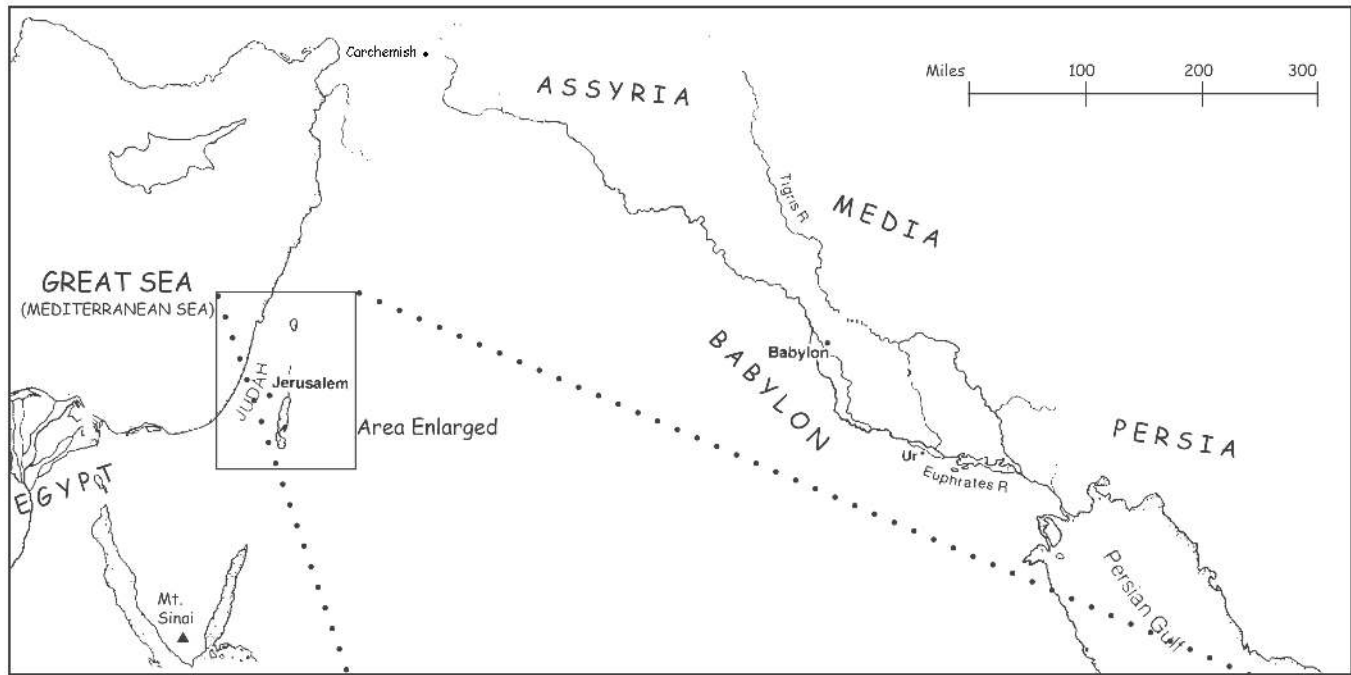 Carchemish
Miles 100 200 300
ASSYRIA
Tigris R
MEDIA
GREAT SEA
(MEDITERRANEAN SEA)
JUDAH
Jerusalem
Area Enlarged
Babylon
BABYLON
PERSIA
Ur
Euphrates R
EGYPT
Persian Gulf
Mt.
Sinai